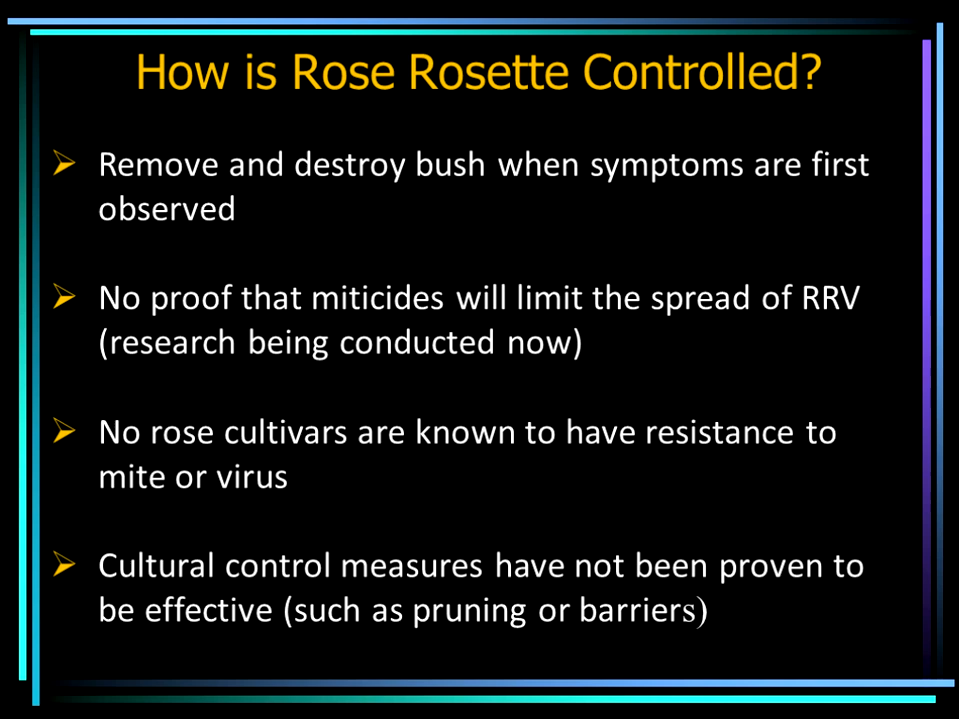 How is Rose Rosette Controlled?
➢ Remove and destroy bush when symptoms are first
observed
➢ No proof that miticides will limit the spread of RRV
(research being conducted now)
➢ No rose cultivars are known to have resistance to
mite or virus
➢ Cultural control measures have not been proven to
be effective (such as pruning or barriers)